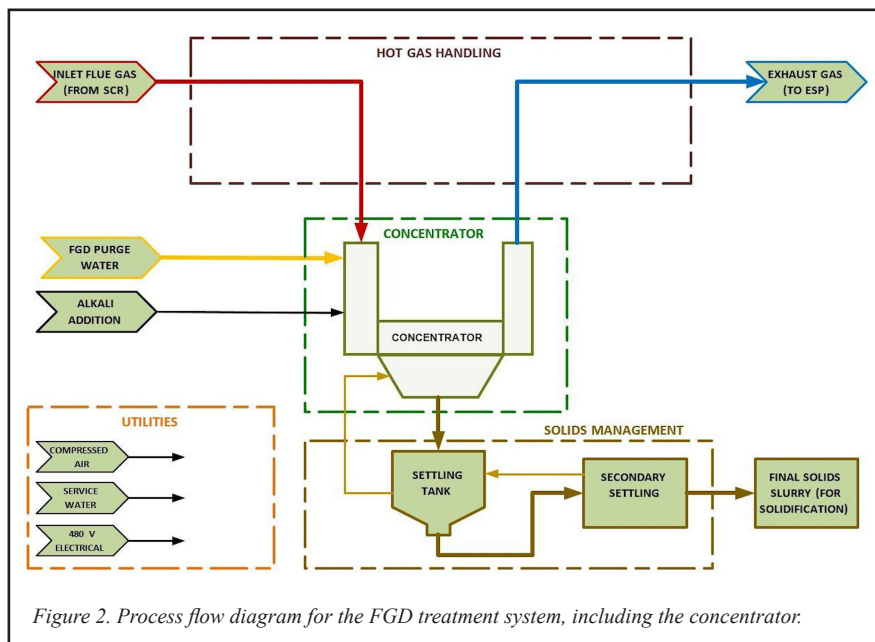 HOT GAS HANDLING
INLET FLUE GAS
(FROM SCR)
EXHAUST GAS
(TO ESP)
CONCENTRATOR
FGD PURGE
WATER
ALKALI
ADDITION
CONCENTRATOR
UTILITIES
COMPRESSED
AIR
SERVICE
WATER
480 V
ELECTRICAL
SOLIDS MANAGEMENT
SETTLING
TANK
SECONDARY
SETTLING
FINAL SOLIDS
SLURRY (FOR
SOLIDIFICATION)
Figure 2. Process flow diagram for the FGD treatment system, including the concentrator.